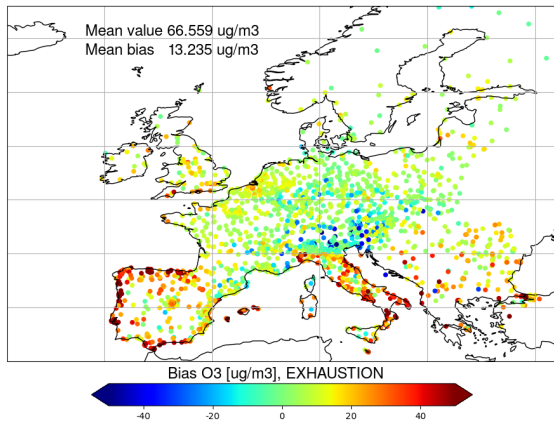 Mean value 66.559 ug/m3
Mean bias 13.235 ug/m3
Bias O3 [ug/m3], EXHAUSTION
-40 -20 0 20 40